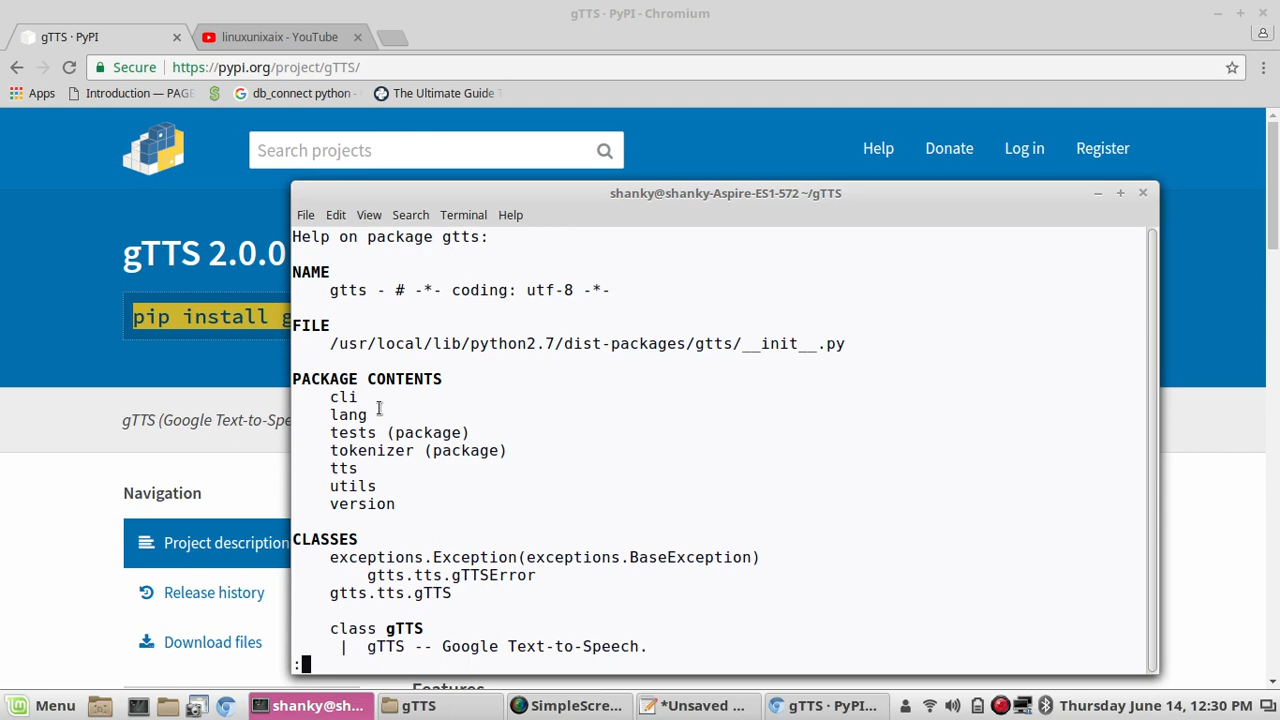 gTTS · PyPI - Chromium
gTTS · PyPI
linuxunixaix - YouTube
Secure
https://pypi.org/project/gTTS/
Apps
Introduction — PAGE
db_connect python -
The Ultimate Guide
Search projects
Help
Donate
Log in
Register
gTTS 2.0.0
pip install g
gTTS (Google Text-to-Spe
Navigation
Project description
Release history
Download files
shanky@shanky-Aspire-ES1-572 ~/gTTS
File Edit View Search Terminal Help
Help on package gtts:
NAME
gtts - # -*- coding: utf-8 -*-
FILE
/usr/local/lib/python2.7/dist-packages/gtts/__init__.py
PACKAGE CONTENTS
cli
lang
tests (package)
tokenizer (package)
tts
utils
version
CLASSES
exceptions.Exception(exceptions.BaseException)
gtts.tts.gTTSError
gtts.tts.gTTS
class gTTS
| gTTS -- Google Text-to-Speech.
:
Menu
shanky@sh...
gTTS
SimpleScre...
*Unsaved ...
gTTS · PyPI...
Thursday June 14, 12:30 PM